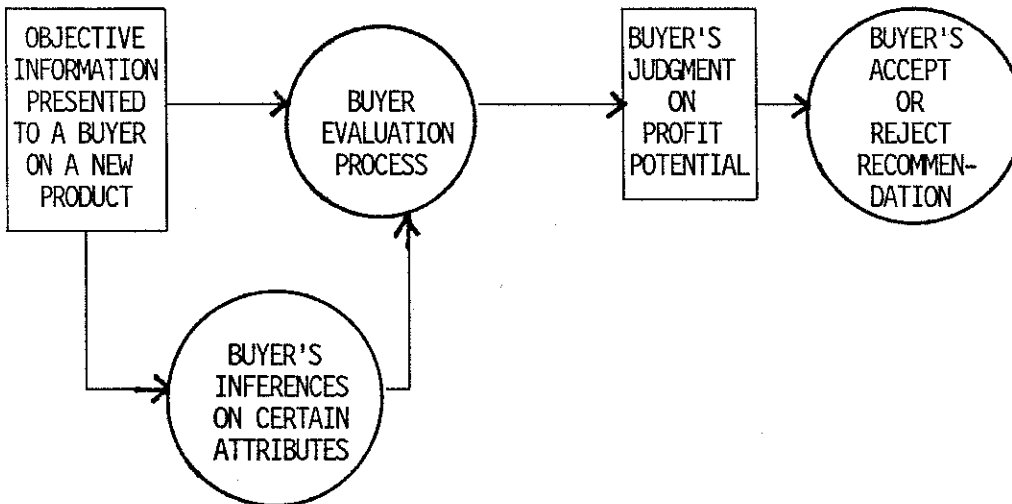 OBJECTIVE
INFORMATION
PRESENTED
TO A BUYER
ON A NEW
PRODUCT
BUYER
EVALUATION
PROCESS
BUYER'S
JUDGMENT
ON
PROFIT
POTENTIAL
BUYER'S
ACCEPT
OR
REJECT
RECOMMEN-
DATION
BUYER'S
INFERENCES
ON CERTAIN
ATTRIBUTES